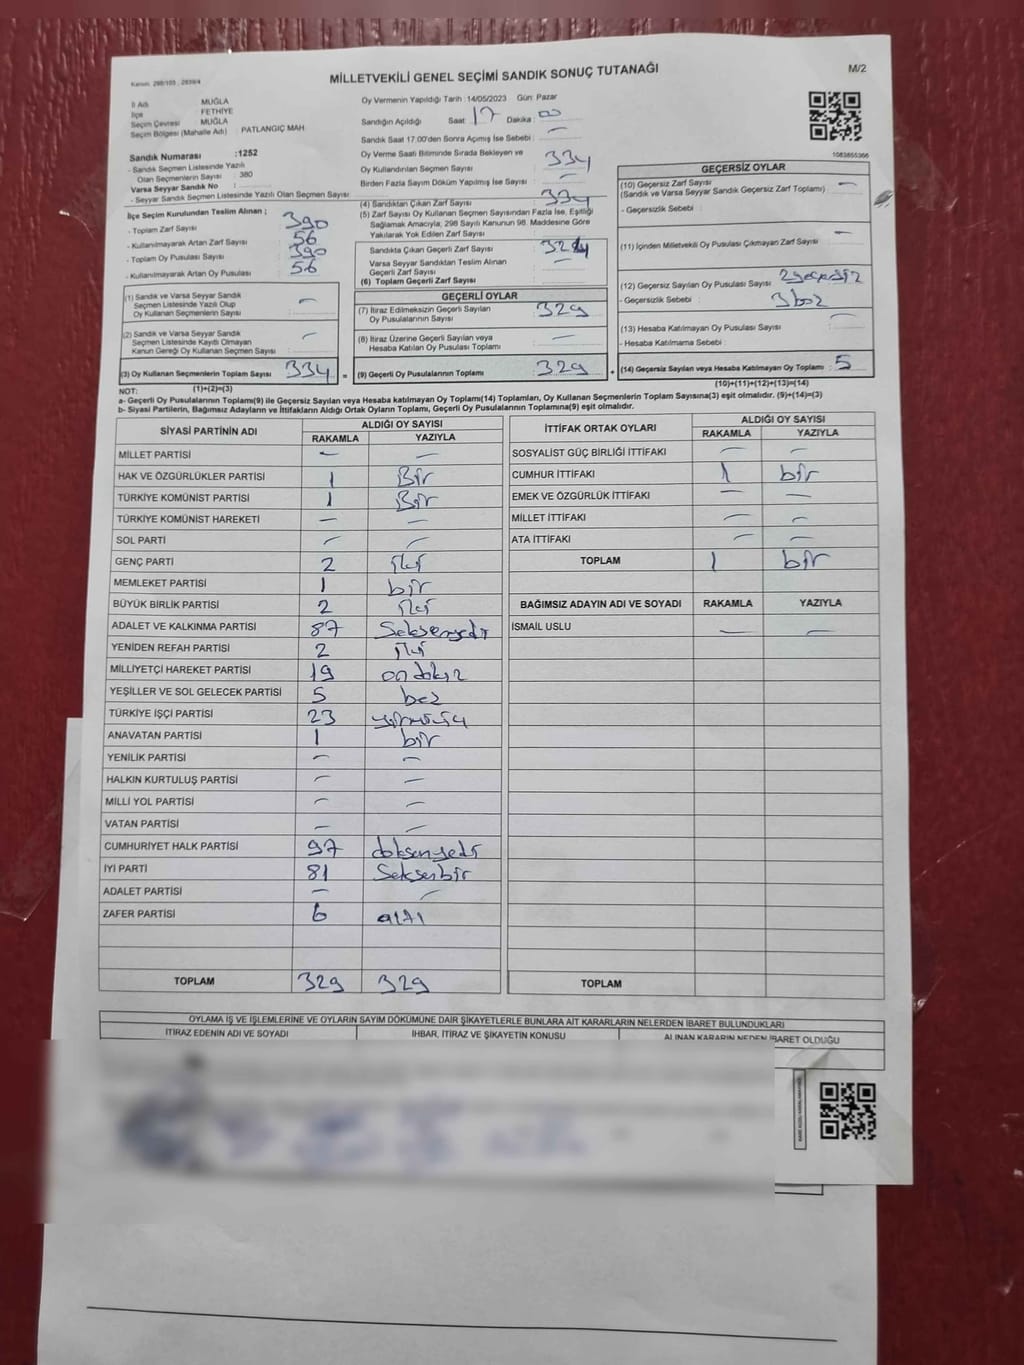 Kanun: 298/105 ; 2839/4
MİLLETVEKİLİ GENEL SEÇİMİ SANDIK SONUÇ TUTANAĞI
M/2
İl Adı MUĞLA
İlçe FETHİYE
Seçim Çevresi MUĞLA
Seçim Bölgesi (Mahalle Adı) PATLANGIÇ MAH
Sandık Numarası :1252
- Sandık Seçmen Listesinde Yazılı
Olan Seçmenlerin Sayısı : 380
Varsa Seyyar Sandık No :
- Seyyar Sandık Seçmen Listesinde Yazılı Olan Seçmen Sayısı
İlçe Seçim Kurulundan Teslim Alınan ;
- Toplam Zarf Sayısı : 390
- Kullanılmayarak Artan Zarf Sayısı : 56
- Toplam Oy Pusulası Sayısı : 390
- Kullanılmayarak Artan Oy Pusulası : 56
(1) Sandık ve Varsa Seyyar Sandık
Seçmen Listesinde Yazılı Olup
Oy Kullanan Seçmenlerin Sayısı : —
(2) Sandık ve Varsa Seyyar Sandık
Seçmen Listesinde Kayıtlı Olmayan
Kanun Gereği Oy Kullanan Seçmen Sayısı : —
(3) Oy Kullanan Seçmenlerin Toplam Sayısı 334 =
(1)+(2)=(3)
Oy Vermenin Yapıldığı Tarih : 14/05/2023 Gün: Pazar
Sandığın Açıldığı Saat : 17 Dakika : 00
Sandık Saat 17:00'den Sonra Açımış İse Sebebi : —
Oy Verme Saati Bitiminde Sırada Bekleyen ve
Oy Kullandırılan Seçmen Sayısı : 334
Birden Fazla Sayım Döküm Yapılmış İse Sayısı : —
(4) Sandıktan Çıkan Zarf Sayısı : 334
(5) Zarf Sayısı Oy Kullanan Seçmen Sayısından Fazla İse, Eşitliği
Sağlamak Amacıyla; 298 Sayılı Kanunun 98. Maddesine Göre
Yakılarak Yok Edilen Zarf Sayısı :
Sandıkta Çıkan Geçerli Zarf Sayısı
Varsa Seyyar Sandıktan Teslim Alınan
Geçerli Zarf Sayısı : —
(6) Toplam Geçerli Zarf Sayısı :
GEÇERLİ OYLAR
(7) İtiraz Edilmeksizin Geçerli Sayılan
Oy Pusulalarının Sayısı : 329
(8) İtiraz Üzerine Geçerli Sayılan veya
Hesaba Katılan Oy Pusulası Toplamı : —
(9) Geçerli Oy Pusulalarının Toplamı : 329 +
1083855366
GEÇERSİZ OYLAR
(10) Geçersiz Zarf Sayısı
(Sandık ve Varsa Seyyar Sandık Geçersiz Zarf Toplamı) —
- Geçersizlik Sebebi :
(11) İçinden Milletvekili Oy Pusulası Çıkmayan Zarf Sayısı : —
(12) Geçersiz Sayılan Oy Pusulası Sayısı : 2 geçersiz
- Geçersizlik Sebebi : 3 boz
(13) Hesaba Katılmayan Oy Pusulası Sayısı : —
- Hesaba Katılmama Sebebi :
(14) Geçersiz Sayılan veya Hesaba Katılmayan Oy Toplamı : 5
(10)+(11)+(12)+(13)=(14)
NOT:
a- Geçerli Oy Pusulalarının Toplamı(9) ile Geçersiz Sayılan veya Hesaba katılmayan Oy Toplamı(14) Toplamları, Oy Kullanan Seçmenlerin Toplam Sayısına(3) eşit olmalıdır. (9)+(14)=(3)
b- Siyasi Partilerin, Bağımsız Adayların ve İttifakların Aldığı Ortak Oyların Toplamı, Geçerli Oy Pusulalarının Toplamına(9) eşit olmalıdır.
SİYASİ PARTİNİN ADI ALDIĞI OY SAYISI
RAKAMLA YAZIYLA
MİLLET PARTİSİ — —
HAK VE ÖZGÜRLÜKLER PARTİSİ 1 Bir
TÜRKİYE KOMÜNİST PARTİSİ 1 Bir
TÜRKİYE KOMÜNİST HAREKETİ — —
SOL PARTİ — —
GENÇ PARTİ 2 iki
MEMLEKET PARTİSİ 1 bir
BÜYÜK BİRLİK PARTİSİ 2 iki
ADALET VE KALKINMA PARTİSİ 87 Seksenyedi
YENİDEN REFAH PARTİSİ 2 iki
MİLLİYETÇİ HAREKET PARTİSİ 19 ondokuz
YEŞİLLER VE SOL GELECEK PARTİSİ 5 beş
TÜRKİYE İŞÇİ PARTİSİ 23 yirmiüç
ANAVATAN PARTİSİ 1 bir
YENİLİK PARTİSİ — —
HALKIN KURTULUŞ PARTİSİ — —
MİLLİ YOL PARTİSİ — —
VATAN PARTİSİ — —
CUMHURİYET HALK PARTİSİ 97 doksanyedi
İYİ PARTİ 81 Seksenbir
ADALET PARTİSİ — —
ZAFER PARTİSİ 6 altı
TOPLAM 329 329
İTTİFAK ORTAK OYLARI ALDIĞI OY SAYISI
RAKAMLA YAZIYLA
SOSYALİST GÜÇ BİRLİĞİ İTTİFAKI — —
CUMHUR İTTİFAKI 1 bir
EMEK VE ÖZGÜRLÜK İTTİFAKI — —
MİLLET İTTİFAKI — —
ATA İTTİFAKI — —
TOPLAM 1 bir
BAĞIMSIZ ADAYIN ADI VE SOYADI RAKAMLA YAZIYLA
İSMAİL USLU — —
TOPLAM
OYLAMA İŞ VE İŞLEMLERİNE VE OYLARIN SAYIM DÖKÜMÜNE DAİR ŞİKAYETLERLE BUNLARA AİT KARARLARIN NELERDEN İBARET BULUNDUKLARI
İTİRAZ EDENİN ADI VE SOYADI İHBAR, İTİRAZ VE ŞİKAYETİN KONUSU ALINAN KARARIN NEDEN İBARET OLDUĞU